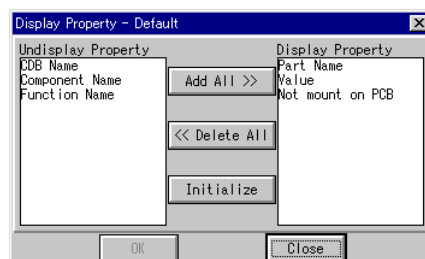 Display Property - Default
Undisplay Property
CDB Name
Component Name
Function Name
Add All >>
<< Delete All
Initialize
Display Property
Part Name
Value
Not mount on PCB
OK
Close